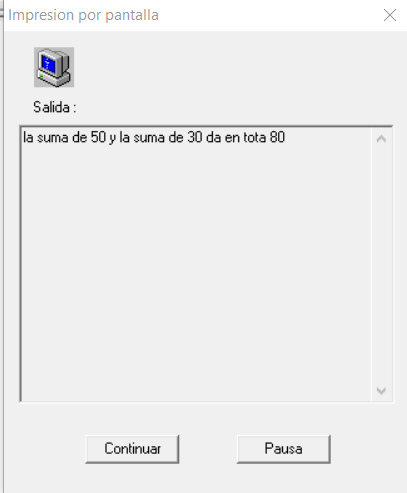 Impresion por pantalla
Salida :
la suma de 50 y la suma de 30 da en tota 80
Continuar
Pausa